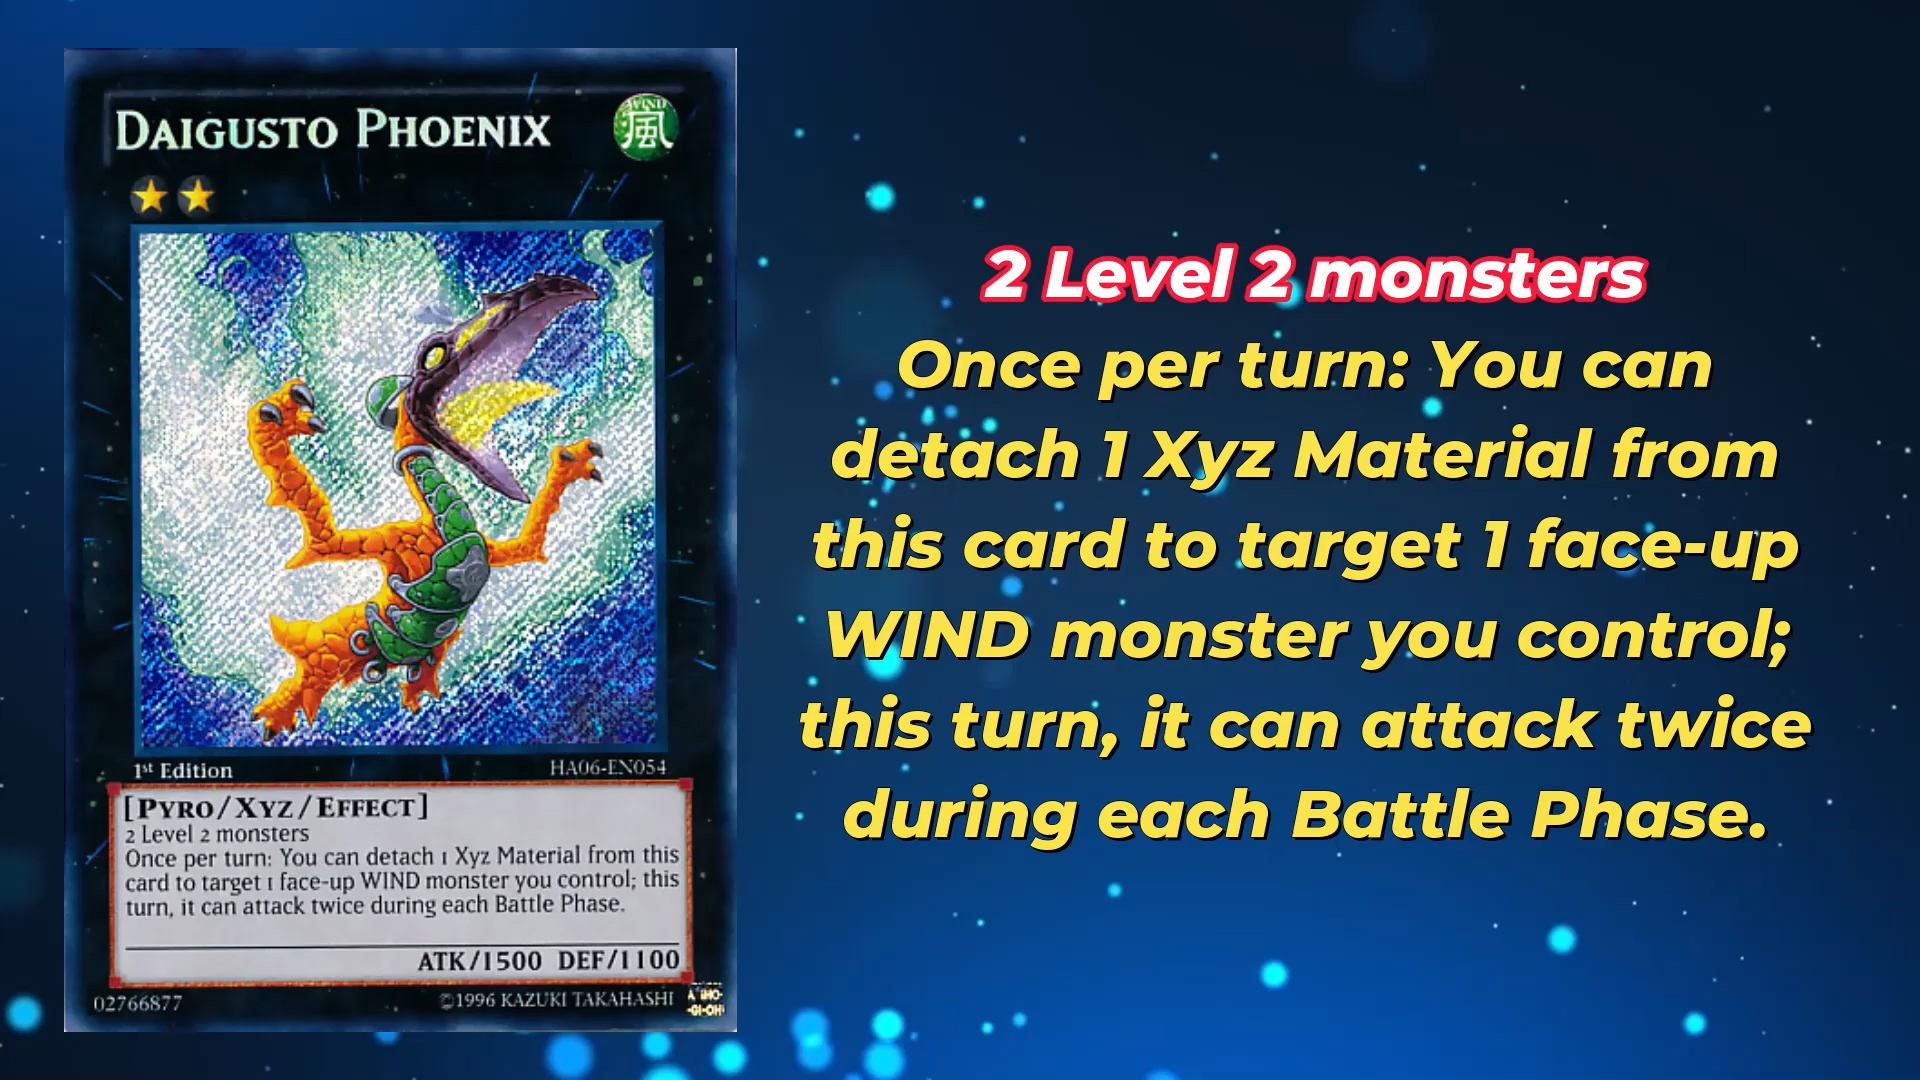 DAIGUSTO PHOENIX
WIND
風
1st Edition
HA06-EN054
[PYRO/XYZ/EFFECT]
2 Level 2 monsters
Once per turn: You can detach 1 Xyz Material from this
card to target 1 face-up WIND monster you control; this
turn, it can attack twice during each Battle Phase.
ATK/1500 DEF/1100
02766877
©1996 KAZUKI TAKAHASHI
2 Level 2 monsters
Once per turn: You can
detach 1 Xyz Material from
this card to target 1 face-up
WIND monster you control;
this turn, it can attack twice
during each Battle Phase.